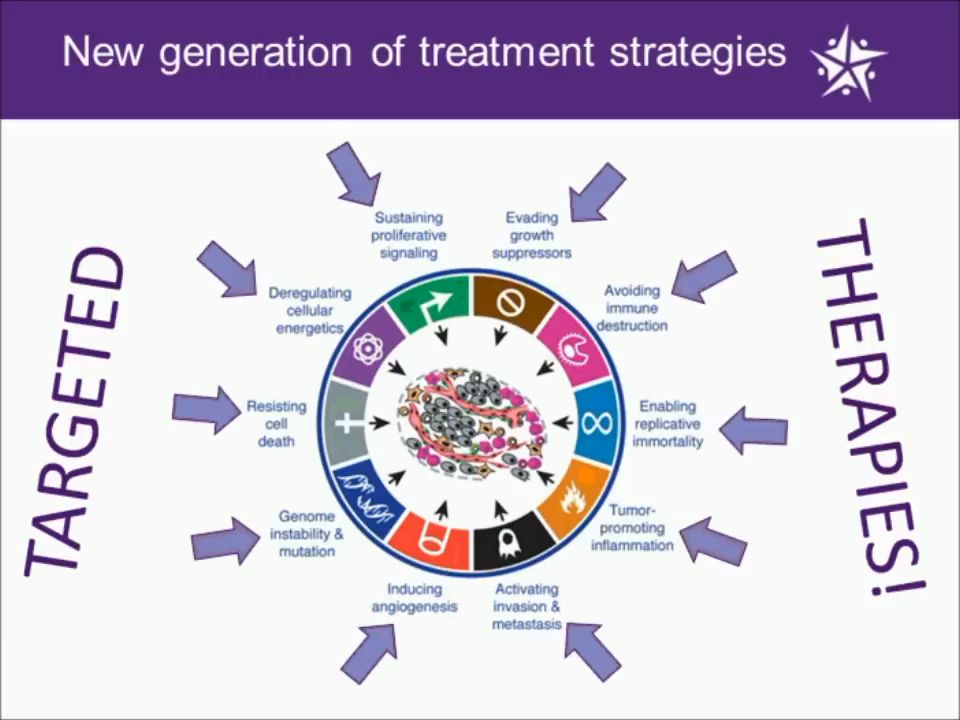 New generation of treatment strategies
TARGETED
THERAPIES!
Sustaining
proliferative
signaling
Evading
growth
suppressors
Deregulating
cellular
energetics
Avoiding
immune
destruction
Resisting
cell
death
Enabling
replicative
immortality
Genome
instability &
mutation
Tumor-
promoting
inflammation
Inducing
angiogenesis
Activating
invasion &
metastasis